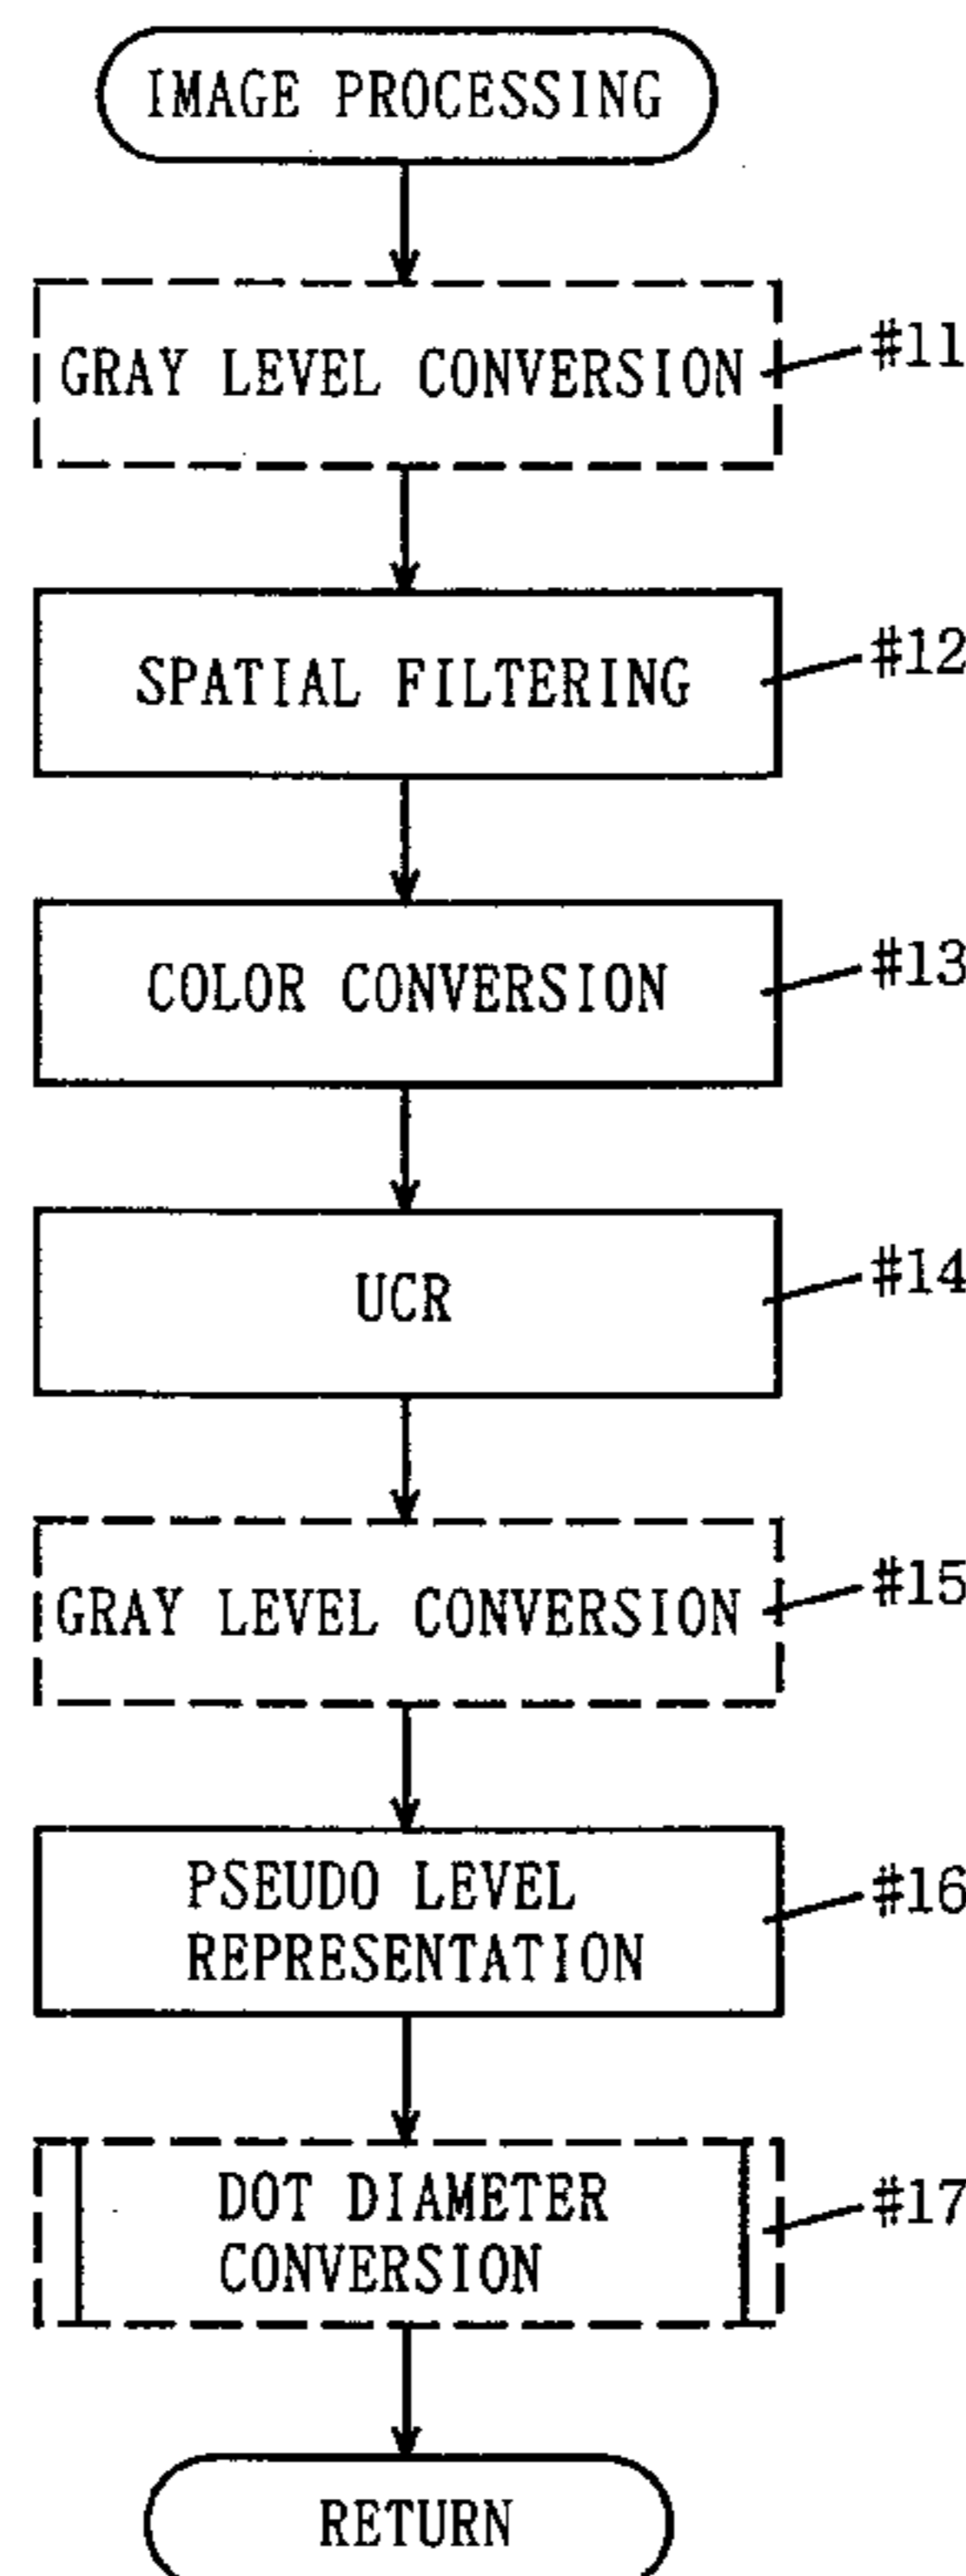 IMAGE PROCESSING
GRAY LEVEL CONVERSION
#11
SPATIAL FILTERING
#12
COLOR CONVERSION
#13
UCR
#14
GRAY LEVEL CONVERSION
#15
PSEUDO LEVEL
REPRESENTATION
#16
DOT DIAMETER
CONVERSION
#17
RETURN